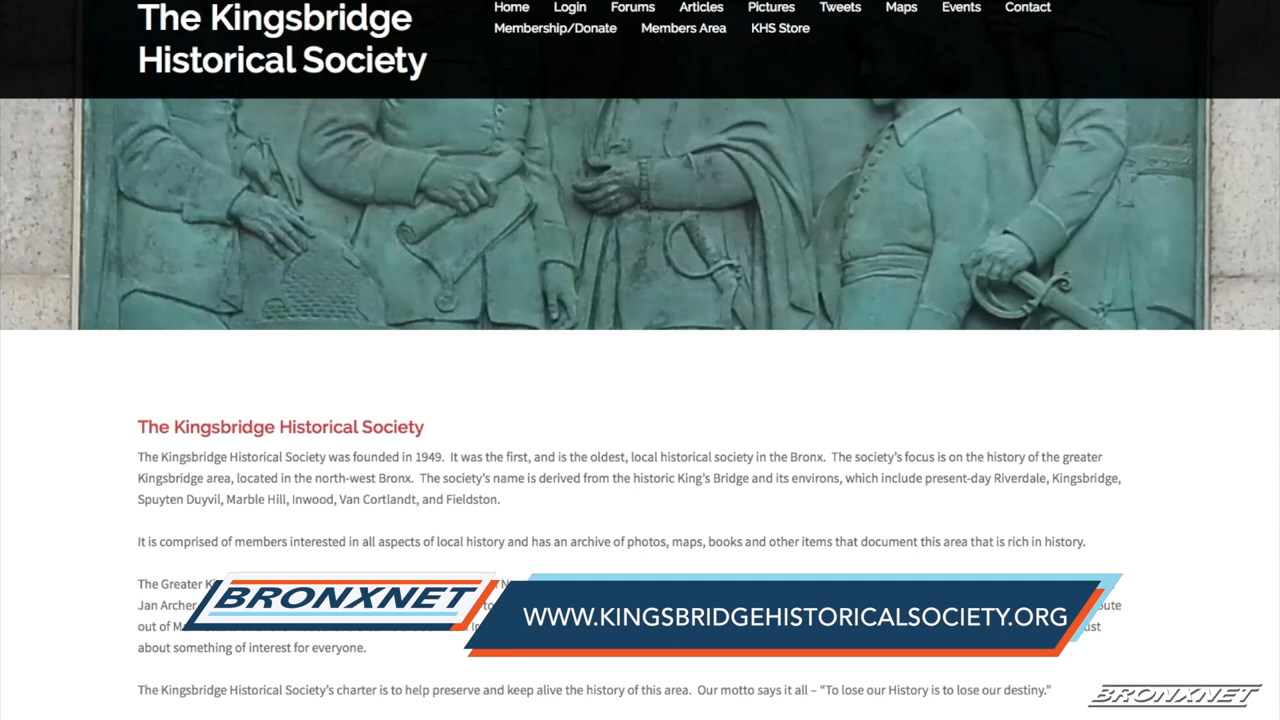 The Kingsbridge
Historical Society
Home Login Forums Articles Pictures Tweets Maps Events Contact
Membership/Donate Members Area KHS Store
The Kingsbridge Historical Society
The Kingsbridge Historical Society was founded in 1949. It was the first, and is the oldest, local historical society in the Bronx. The society's focus is on the history of the greater
Kingsbridge area, located in the north-west Bronx. The society's name is derived from the historic King's Bridge and its environs, which include present-day Riverdale, Kingsbridge,
Spuyten Duyvil, Marble Hill, Inwood, Van Cortlandt, and Fieldston.
It is comprised of members interested in all aspects of local history and has an archive of photos, maps, books and other items that document this area that is rich in history.
The Greater
Jan Archer
out of
about something of interest for everyone.
BRONXNET
WWW.KINGSBRIDGEHISTORICALSOCIETY.ORG
The Kingsbridge Historical Society's charter is to help preserve and keep alive the history of this area. Our motto says it all – “To lose our History is to lose our destiny.”
BRONXNET